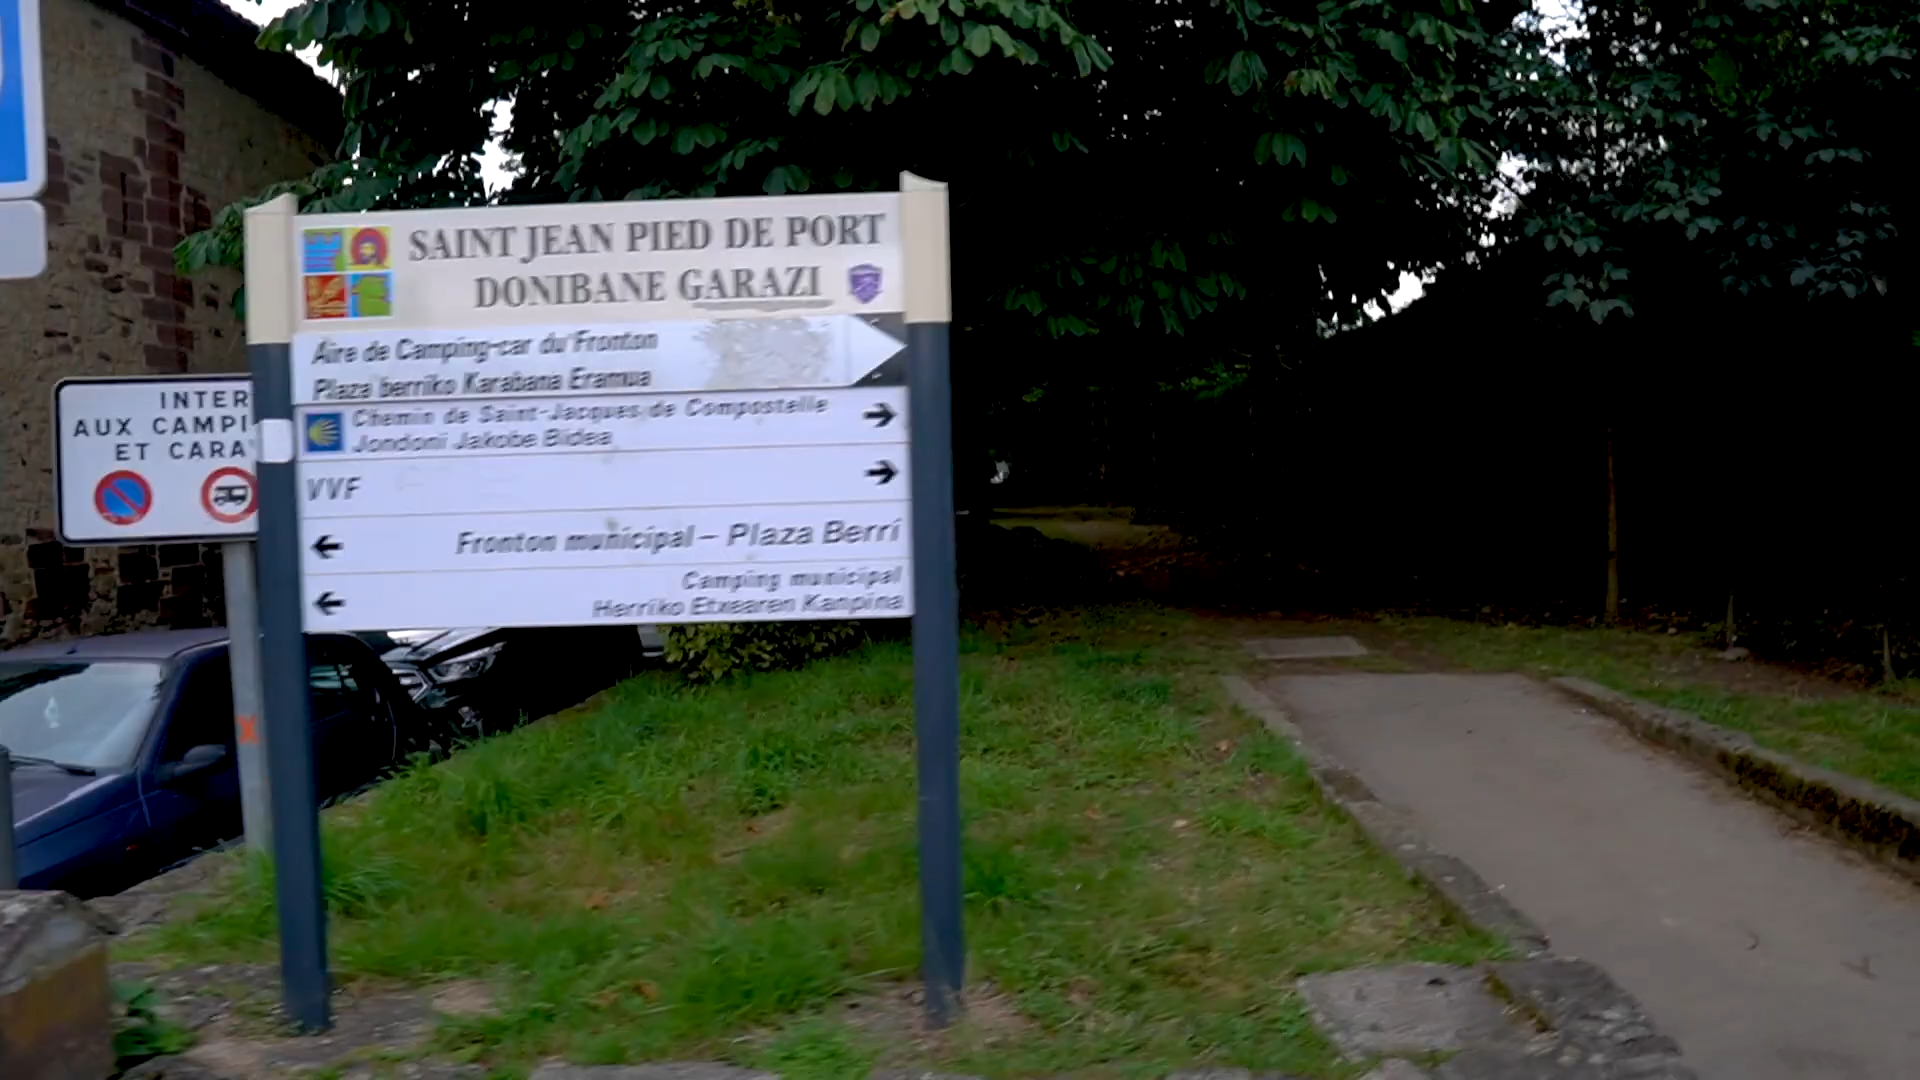 SAINT JEAN PIED DE PORT
DONIBANE GARAZI
Aire de Camping-car du Fronton
Plaza berriko Karabana Eramua
Chemin de Saint-Jacques de Compostelle
Jondoni Jakobe Bidea
VVF
Fronton municipal – Plaza Berri
Camping municipal
Herriko Etxearen Kanpina
INTER
AUX CAMPI
ET CARA